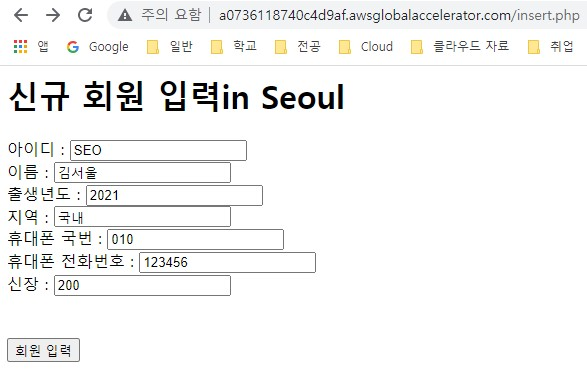 주의 요함 | a0736118740c4d9af.awsglobalaccelerator.com/insert.php
앱 Google 일반 학교 전공 Cloud 클라우드 자료 취업
신규 회원 입력in Seoul
아이디 : SEO
이름 : 김서울
출생년도 : 2021
지역 : 국내
휴대폰 국번 : 010
휴대폰 전화번호 : 123456
신장 : 200
회원 입력